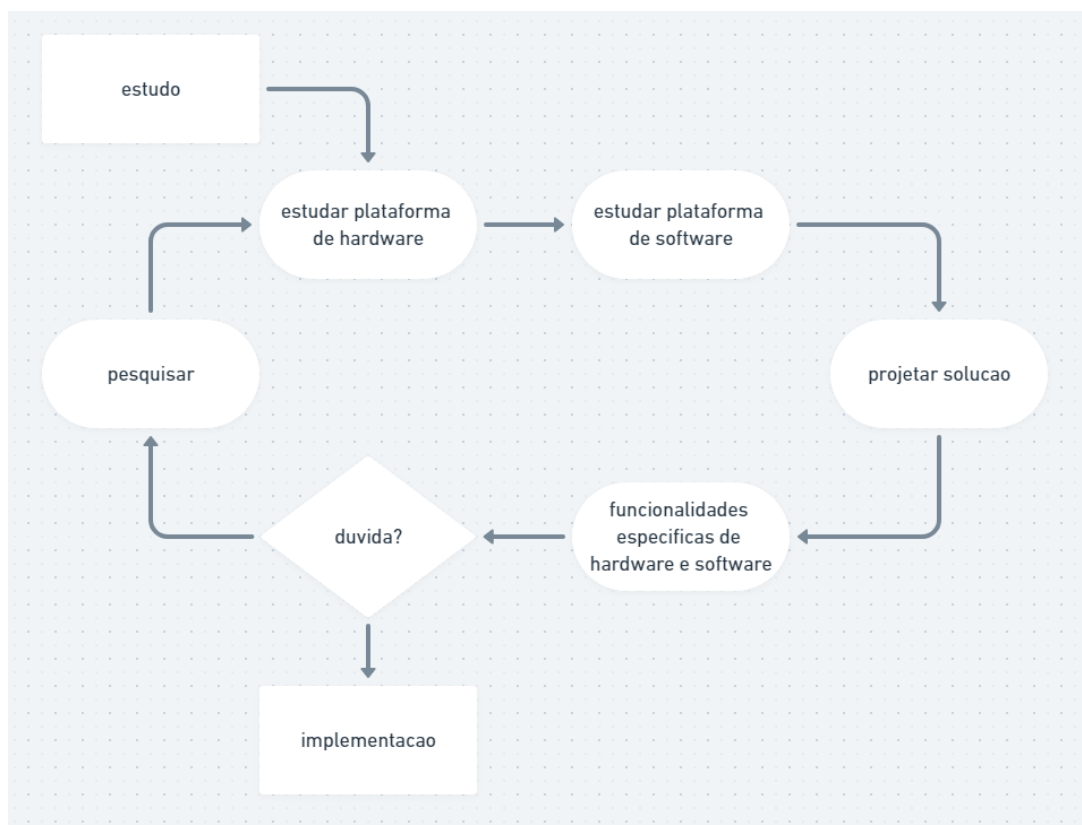 estudo
estudar plataforma
de hardware
estudar plataforma
de software
pesquisar
projetar solucao
duvida?
funcionalidades
especificas de
hardware e software
implementacao